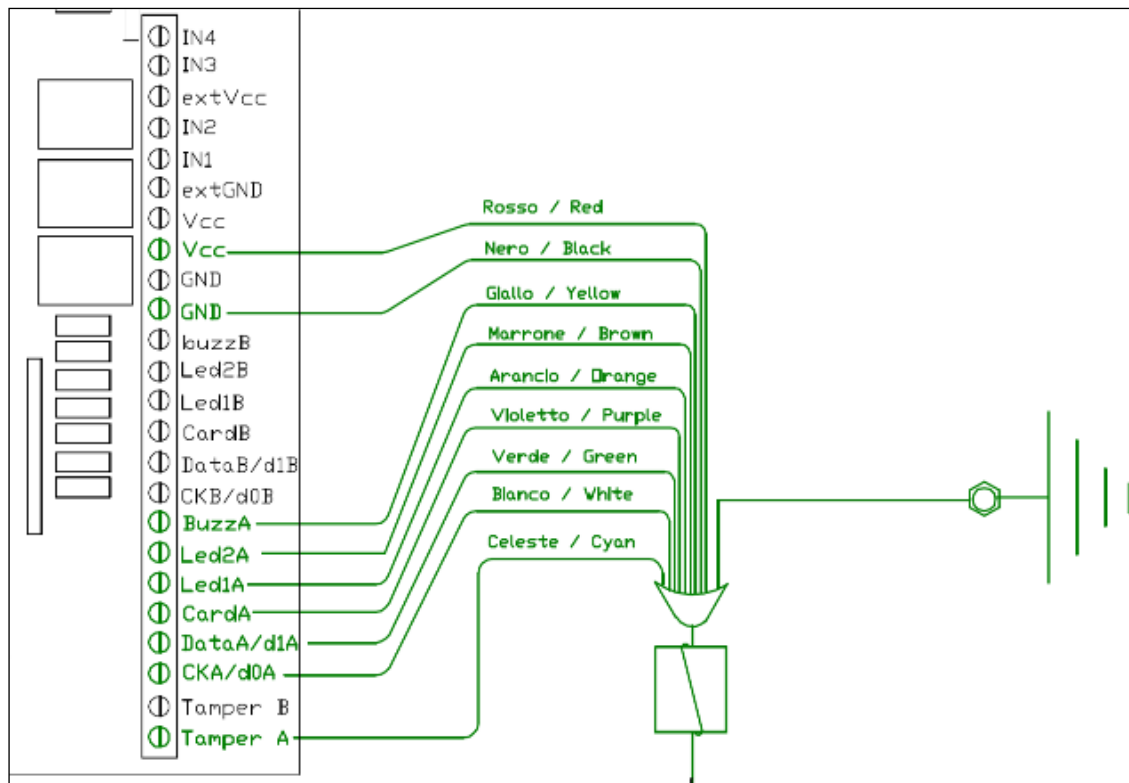 IN4
IN3
extVcc
IN2
IN1
extGND
Vcc
Vcc
GND
GND
buzzB
Led2B
Led1B
CardB
DataB/d1B
CKB/d0B
BuzzA
Led2A
Led1A
CardA
DataA/d1A
CKA/d0A
Tamper B
Tamper A
Rosso / Red
Nero / Black
Giallo / Yellow
Marrone / Brown
Arancio / Orange
Violetto / Purple
Verde / Green
Bianco / White
Celeste / Cyan